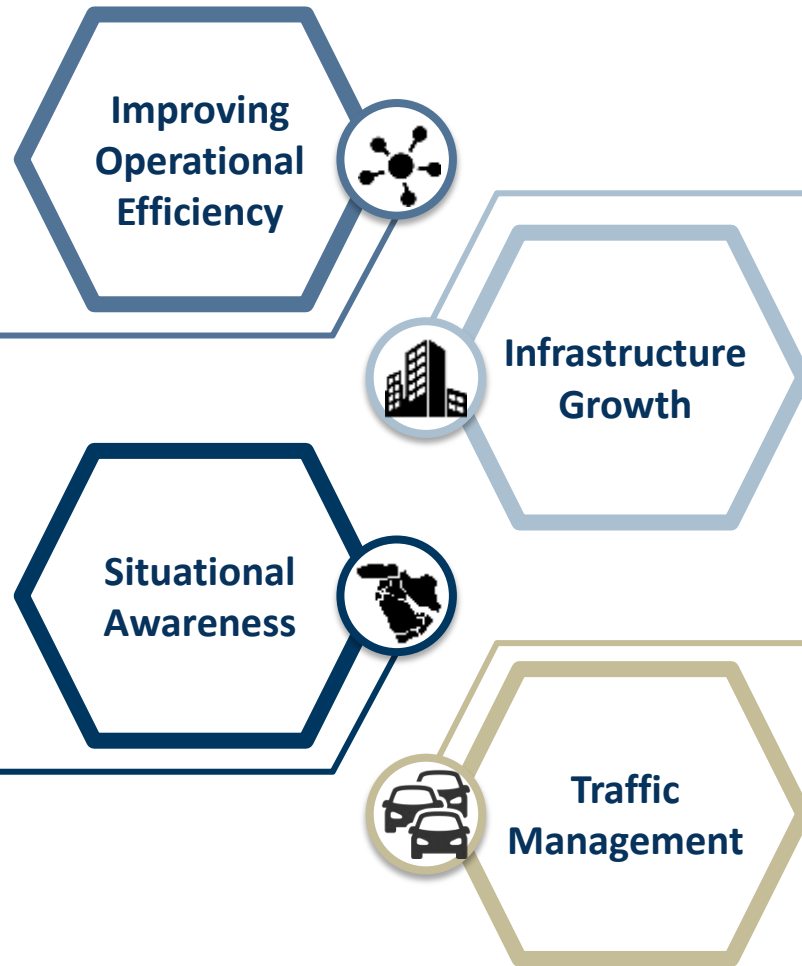 Improving
Operational
Efficiency
Infrastructure
Growth
Situational
Awareness
Traffic
Management